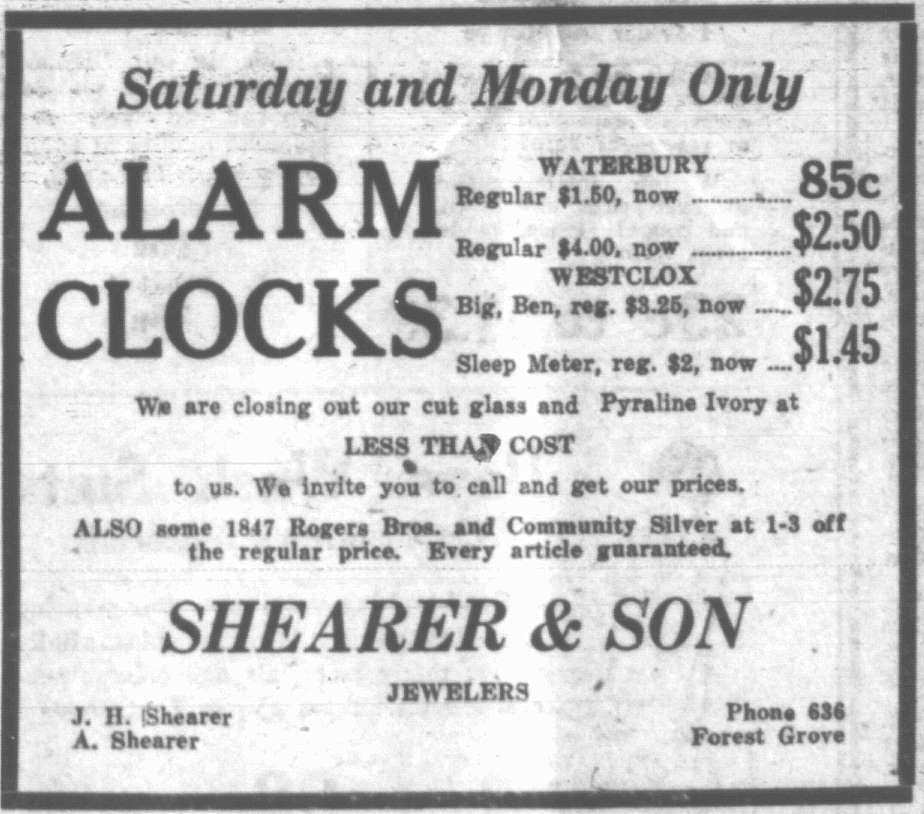 Saturday and Monday Only
ALARM
CLOCKS
WATERBURY
Regular $1.50, now ............ 85c
Regular $4.00, now ............ $2.50
WESTCLOX
Big, Ben, reg. $3.25, now ..... $2.75
Sleep Meter, reg. $2, now .... $1.45
We are closing out our cut glass and Pyraline Ivory at
LESS THAN COST
to us. We invite you to call and get our prices.
ALSO some 1847 Rogers Bros. and Community Silver at 1-3 off
the regular price. Every article guaranteed.
SHEARER & SON
JEWELERS
J. H. Shearer
A. Shearer
Phone 636
Forest Grove